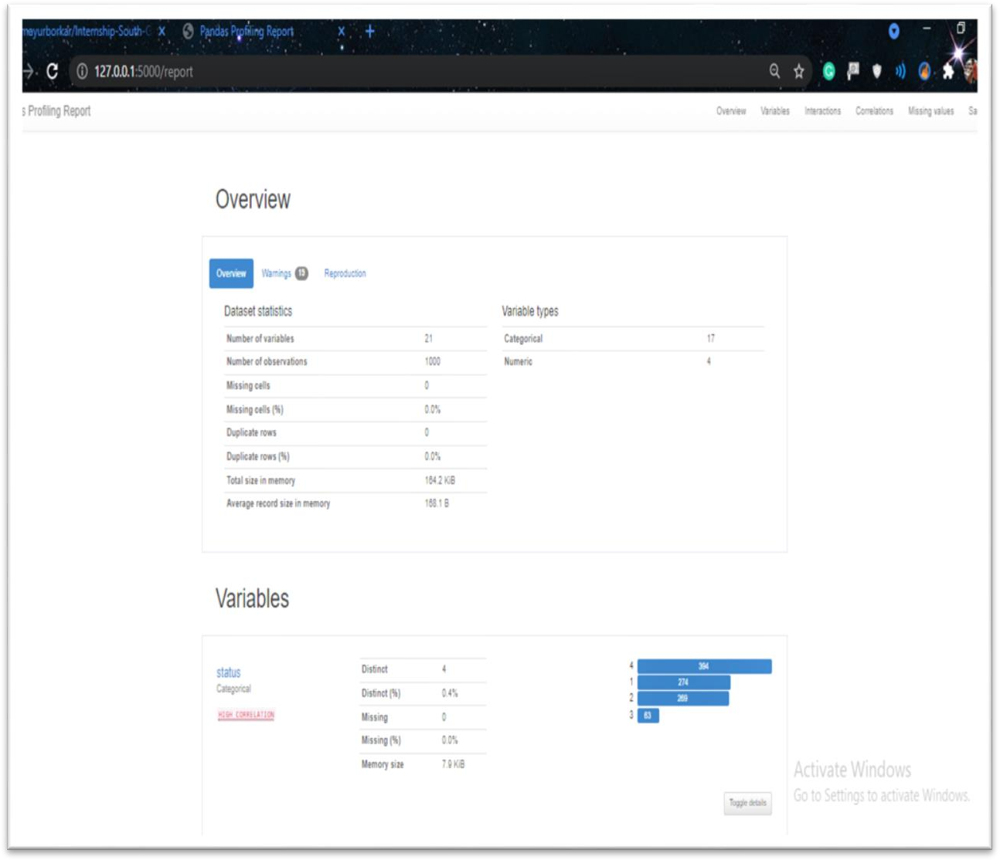 mayurborkar/Internship-South-G
Pandas Profiling Report
127.0.0.1:5000/report
s Profiling Report
Overview Variables Interactions Correlations Missing values Sa
Overview
Overview Warnings 15 Reproduction
Dataset statistics
Number of variables 21
Number of observations 1000
Missing cells 0
Missing cells (%) 0.0%
Duplicate rows 0
Duplicate rows (%) 0.0%
Total size in memory 164.2 KiB
Average record size in memory 168.1 B
Variable types
Categorical 17
Numeric 4
Variables
status
Categorical
HIGH CORRELATION
Distinct 4
Distinct (%) 0.4%
Missing 0
Missing (%) 0.0%
Memory size 7.9 KiB
4 394
1 274
2 269
3 63
Toggle details
Activate Windows
Go to Settings to activate Windows.